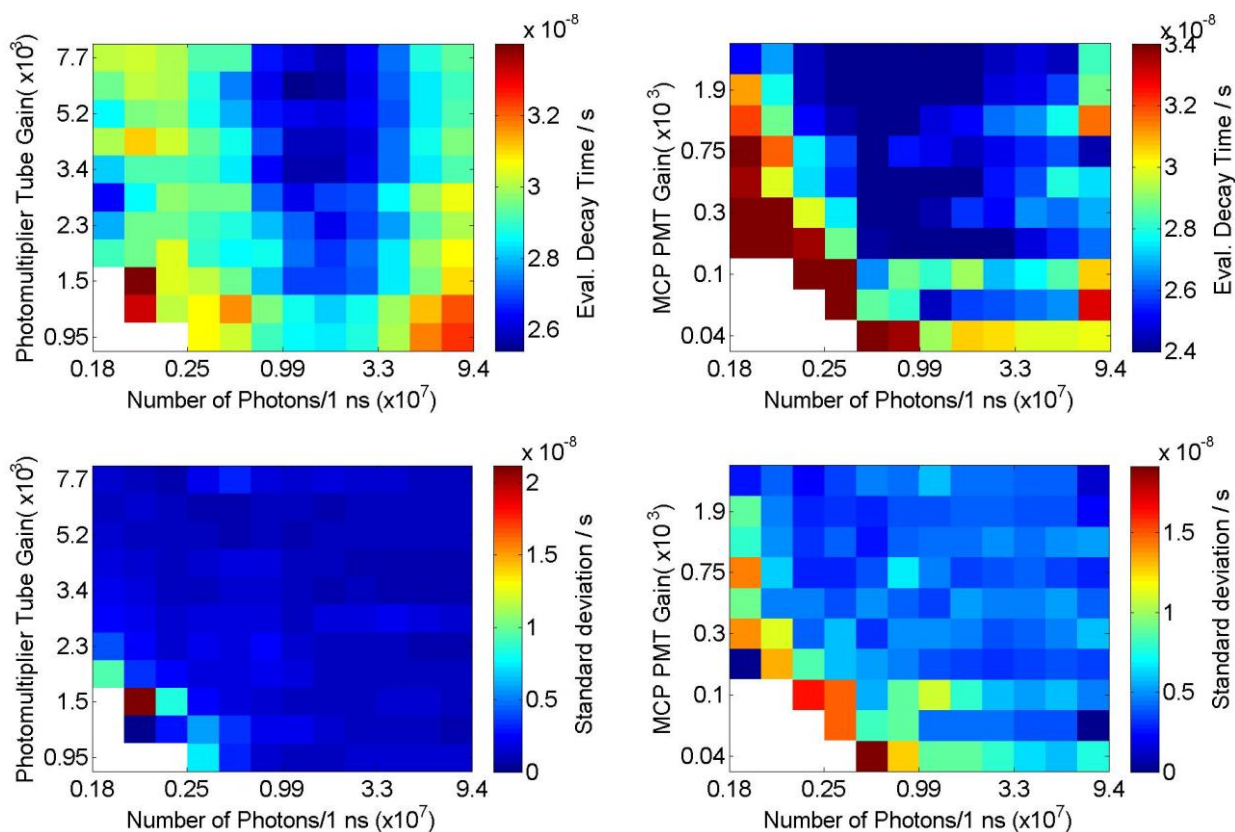 x 10^-8
Photomultiplier Tube Gain( x10^3)
7.7
5.2
3.4
2.3
1.5
0.95
0.18 0.25 0.99 3.3 9.4
Number of Photons/1 ns (x10^7)
3.2
3
2.8
2.6
Eval. Decay Time / s
x 10^-8
MCP PMT Gain( x10^3)
1.9
0.75
0.3
0.1
0.04
0.18 0.25 0.99 3.3 9.4
Number of Photons/1 ns (x10^7)
3.4
3.2
3
2.8
2.6
2.4
Eval. Decay Time / s
x 10^-8
Photomultiplier Tube Gain( x10^3)
7.7
5.2
3.4
2.3
1.5
0.95
0.18 0.25 0.99 3.3 9.4
Number of Photons/1 ns (x10^7)
2
1.5
1
0.5
0
Standard deviation / s
x 10^-8
MCP PMT Gain( x10^3)
1.9
0.75
0.3
0.1
0.04
0.18 0.25 0.99 3.3 9.4
Number of Photons/1 ns (x10^7)
1.5
1
0.5
0
Standard deviation / s